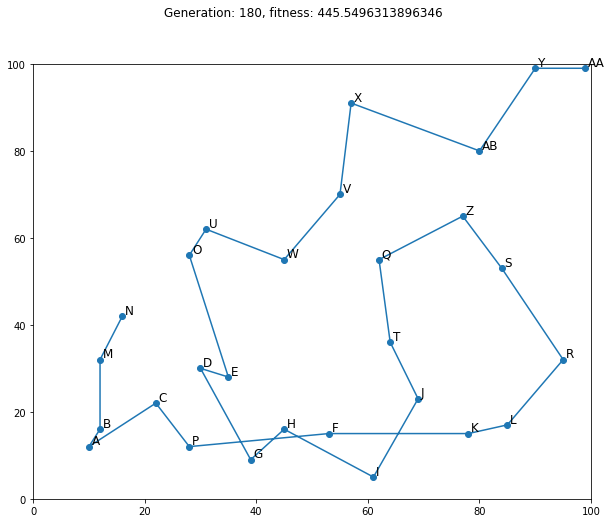 Generation: 180, fitness: 445.5496313896346
100
Y
AA
X
80
AB
V
Z
U
60
O
W
Q
S
N
40
T
M
R
D
E
20
C
J
B
H
F
K
L
A
P
G
I
0
0
20
40
60
80
100